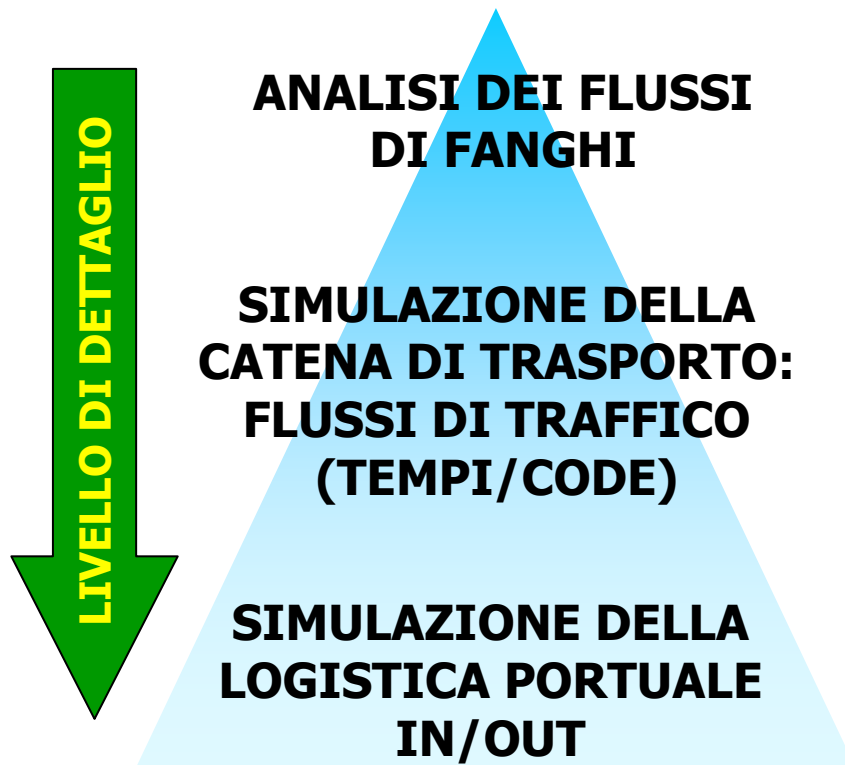 LIVELLO DI DETTAGLIO
ANALISI DEI FLUSSI
DI FANGHI
SIMULAZIONE DELLA
CATENA DI TRASPORTO:
FLUSSI DI TRAFFICO
(TEMPI/CODE)
SIMULAZIONE DELLA
LOGISTICA PORTUALE
IN/OUT